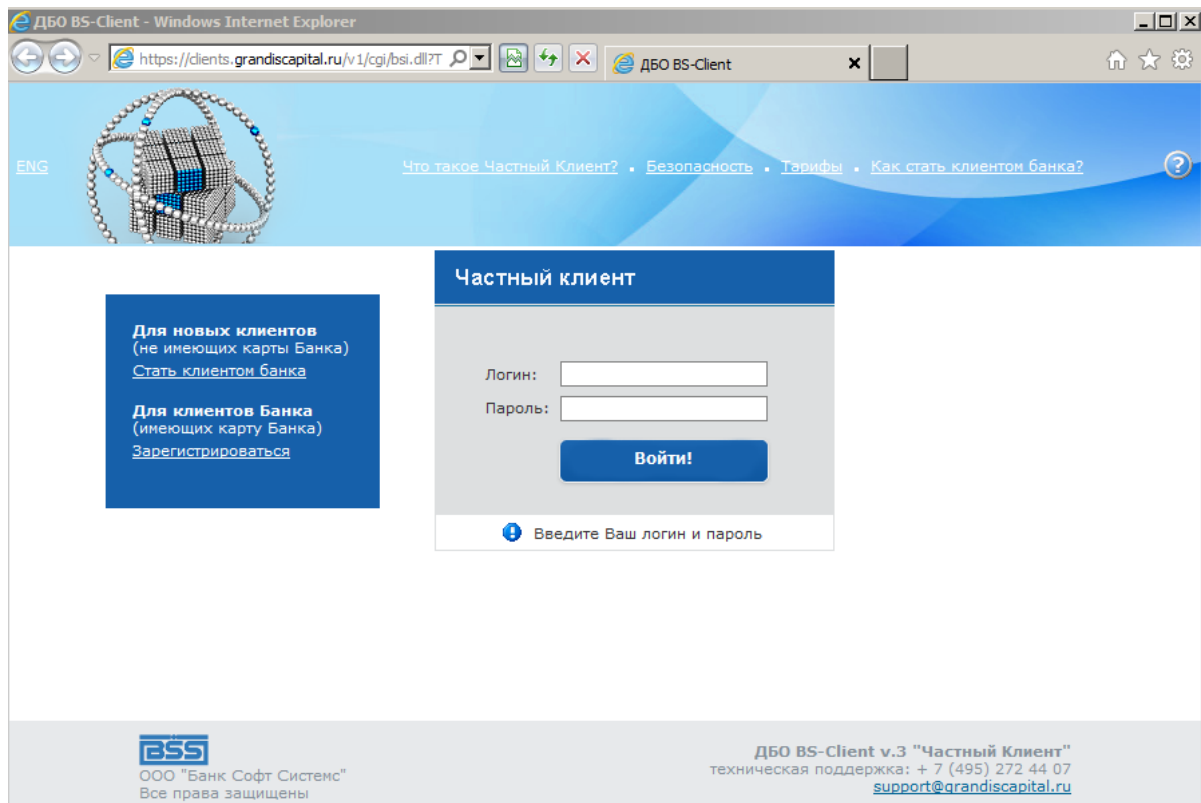 ДБО BS-Client - Windows Internet Explorer
https://clients.grandiscapital.ru/v1/cgi/bsi.dll?T
ДБО BS-Client
ENG
Что такое Частный Клиент? . Безопасность . Тарифы . Как стать клиентом банка?
Частный клиент
Для новых клиентов
(не имеющих карты Банка)
Стать клиентом банка
Для клиентов Банка
(имеющих карту Банка)
Зарегистрироваться
Логин:
Пароль:
Войти!
Введите Ваш логин и пароль
BSS
ООО "Банк Софт Системс"
Все права защищены
ДБО BS-Client v.3 "Частный Клиент"
техническая поддержка: + 7 (495) 272 44 07
support@grandiscapital.ru